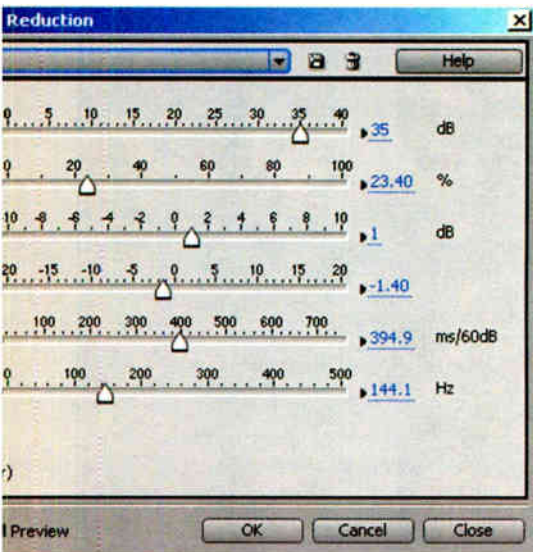 Reduction
Help
0 5 10 15 20 25 30 35 40
35 dB
0 20 40 60 80 100
23.40 %
-10 -8 -6 -4 -2 0 2 4 6 8 10
1 dB
20 -15 -10 -5 0 5 10 15 20
-1.40
100 200 300 400 500 600 700
394.9 ms/60dB
0 100 200 300 400 500
144.1 Hz
r)
Preview OK Cancel Close